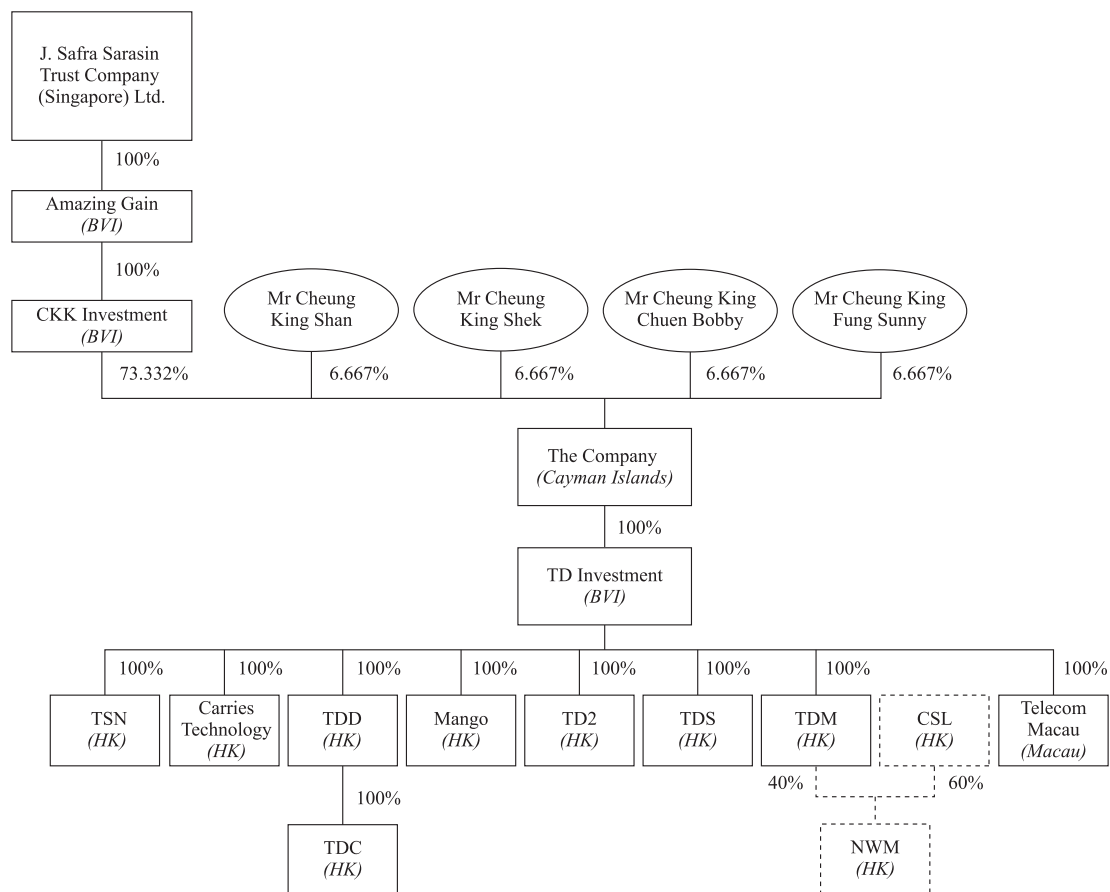 J. Safra Sarasin
Trust Company
(Singapore) Ltd.
100%
Amazing Gain
(BVI)
100%
CKK Investment
(BVI)
Mr Cheung
King Shan
Mr Cheung
King Shek
Mr Cheung King
Chuen Bobby
Mr Cheung King
Fung Sunny
73.332%
6.667%
6.667%
6.667%
6.667%
The Company
(Cayman Islands)
100%
TD Investment
(BVI)
100%
100%
100%
100%
100%
100%
100%
100%
TSN
(HK)
Carries
Technology
(HK)
TDD
(HK)
Mango
(HK)
TD2
(HK)
TDS
(HK)
TDM
(HK)
CSL
(HK)
Telecom
Macau
(Macau)
100%
40%
60%
TDC
(HK)
NWM
(HK)